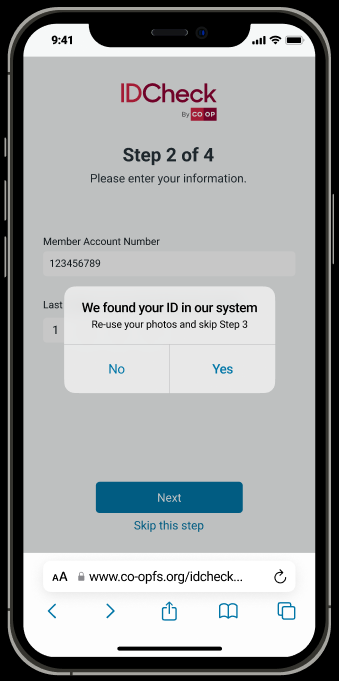 9:41
IDCheck
By CO OP
Step 2 of 4
Please enter your information.
Member Account Number
123456789
Last
1
We found your ID in our system
Re-use your photos and skip Step 3
No
Yes
Next
Skip this step
AA www.co-opfs.org/idcheck...